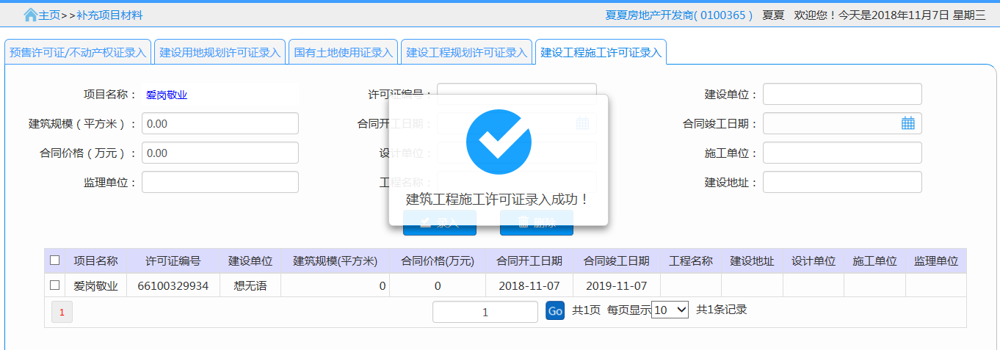 主页>>补充项目材料 夏夏房地产开发商( 0100365 ) 夏夏 欢迎您！今天是2018年11月7日 星期三
预售许可证/不动产权证录入 建设用地规划许可证录入 国有土地使用证录入 建设工程规划许可证录入 建设工程施工许可证录入
项目名称： 爱岗敬业 许可证编号： 建设单位：
建筑规模（平方米）： 0.00 合同开工日期： 合同竣工日期：
合同价格（万元）： 0.00 设计单位： 施工单位：
监理单位： 工程名称： 建设地址：
建筑工程施工许可证录入成功！
录入 删除
项目名称 许可证编号 建设单位 建筑规模(平方米) 合同价格(万元) 合同开工日期 合同竣工日期 工程名称 建设地址 设计单位 施工单位 监理单位
爱岗敬业 66100329934 想无语 0 0 2018-11-07 2019-11-07
1 1 Go 共1页 每页显示 10 共1条记录